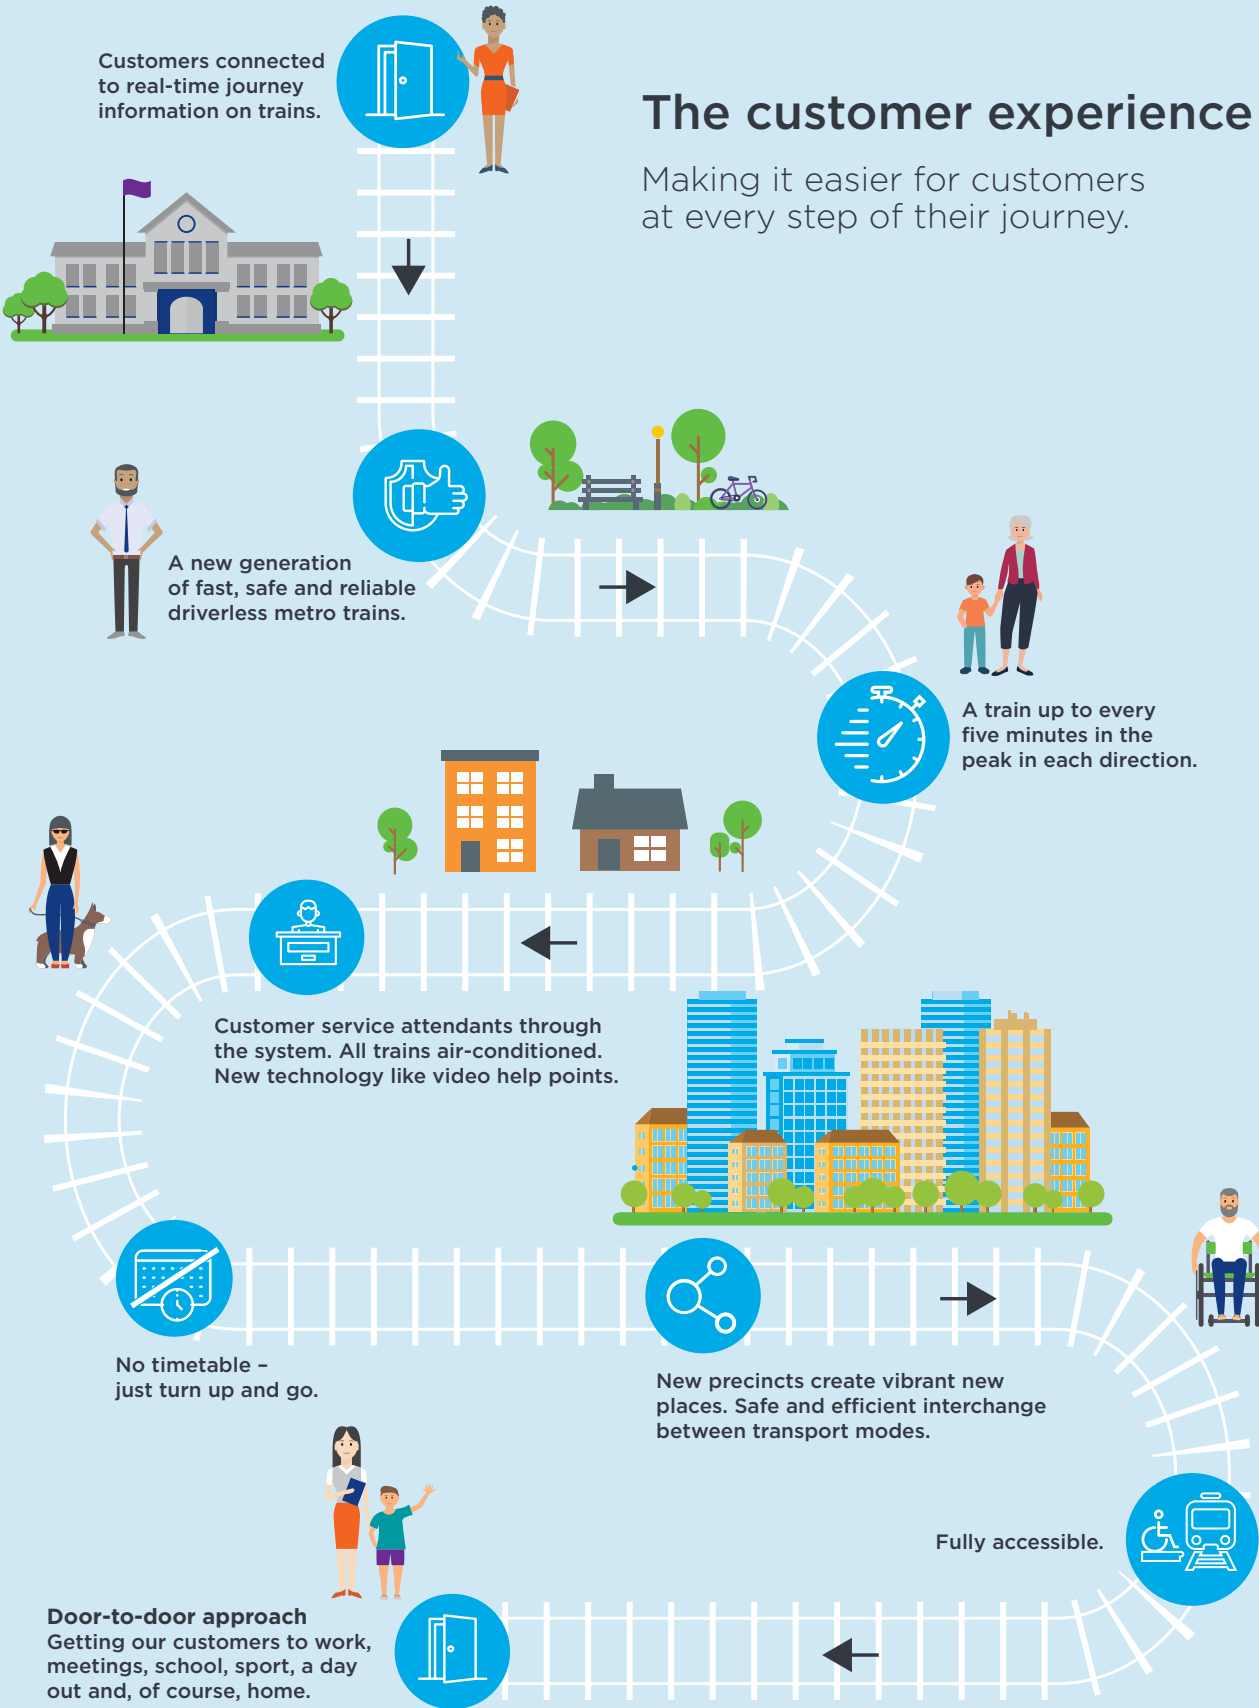 Customers connected
to real-time journey
information on trains.
The customer experience
Making it easier for customers
at every step of their journey.
A new generation
of fast, safe and reliable
driverless metro trains.
A train up to every
five minutes in the
peak in each direction.
Customer service attendants through
the system. All trains air-conditioned.
New technology like video help points.
No timetable –
just turn up and go.
New precincts create vibrant new
places. Safe and efficient interchange
between transport modes.
Fully accessible.
Door-to-door approach
Getting our customers to work,
meetings, school, sport, a day
out and, of course, home.